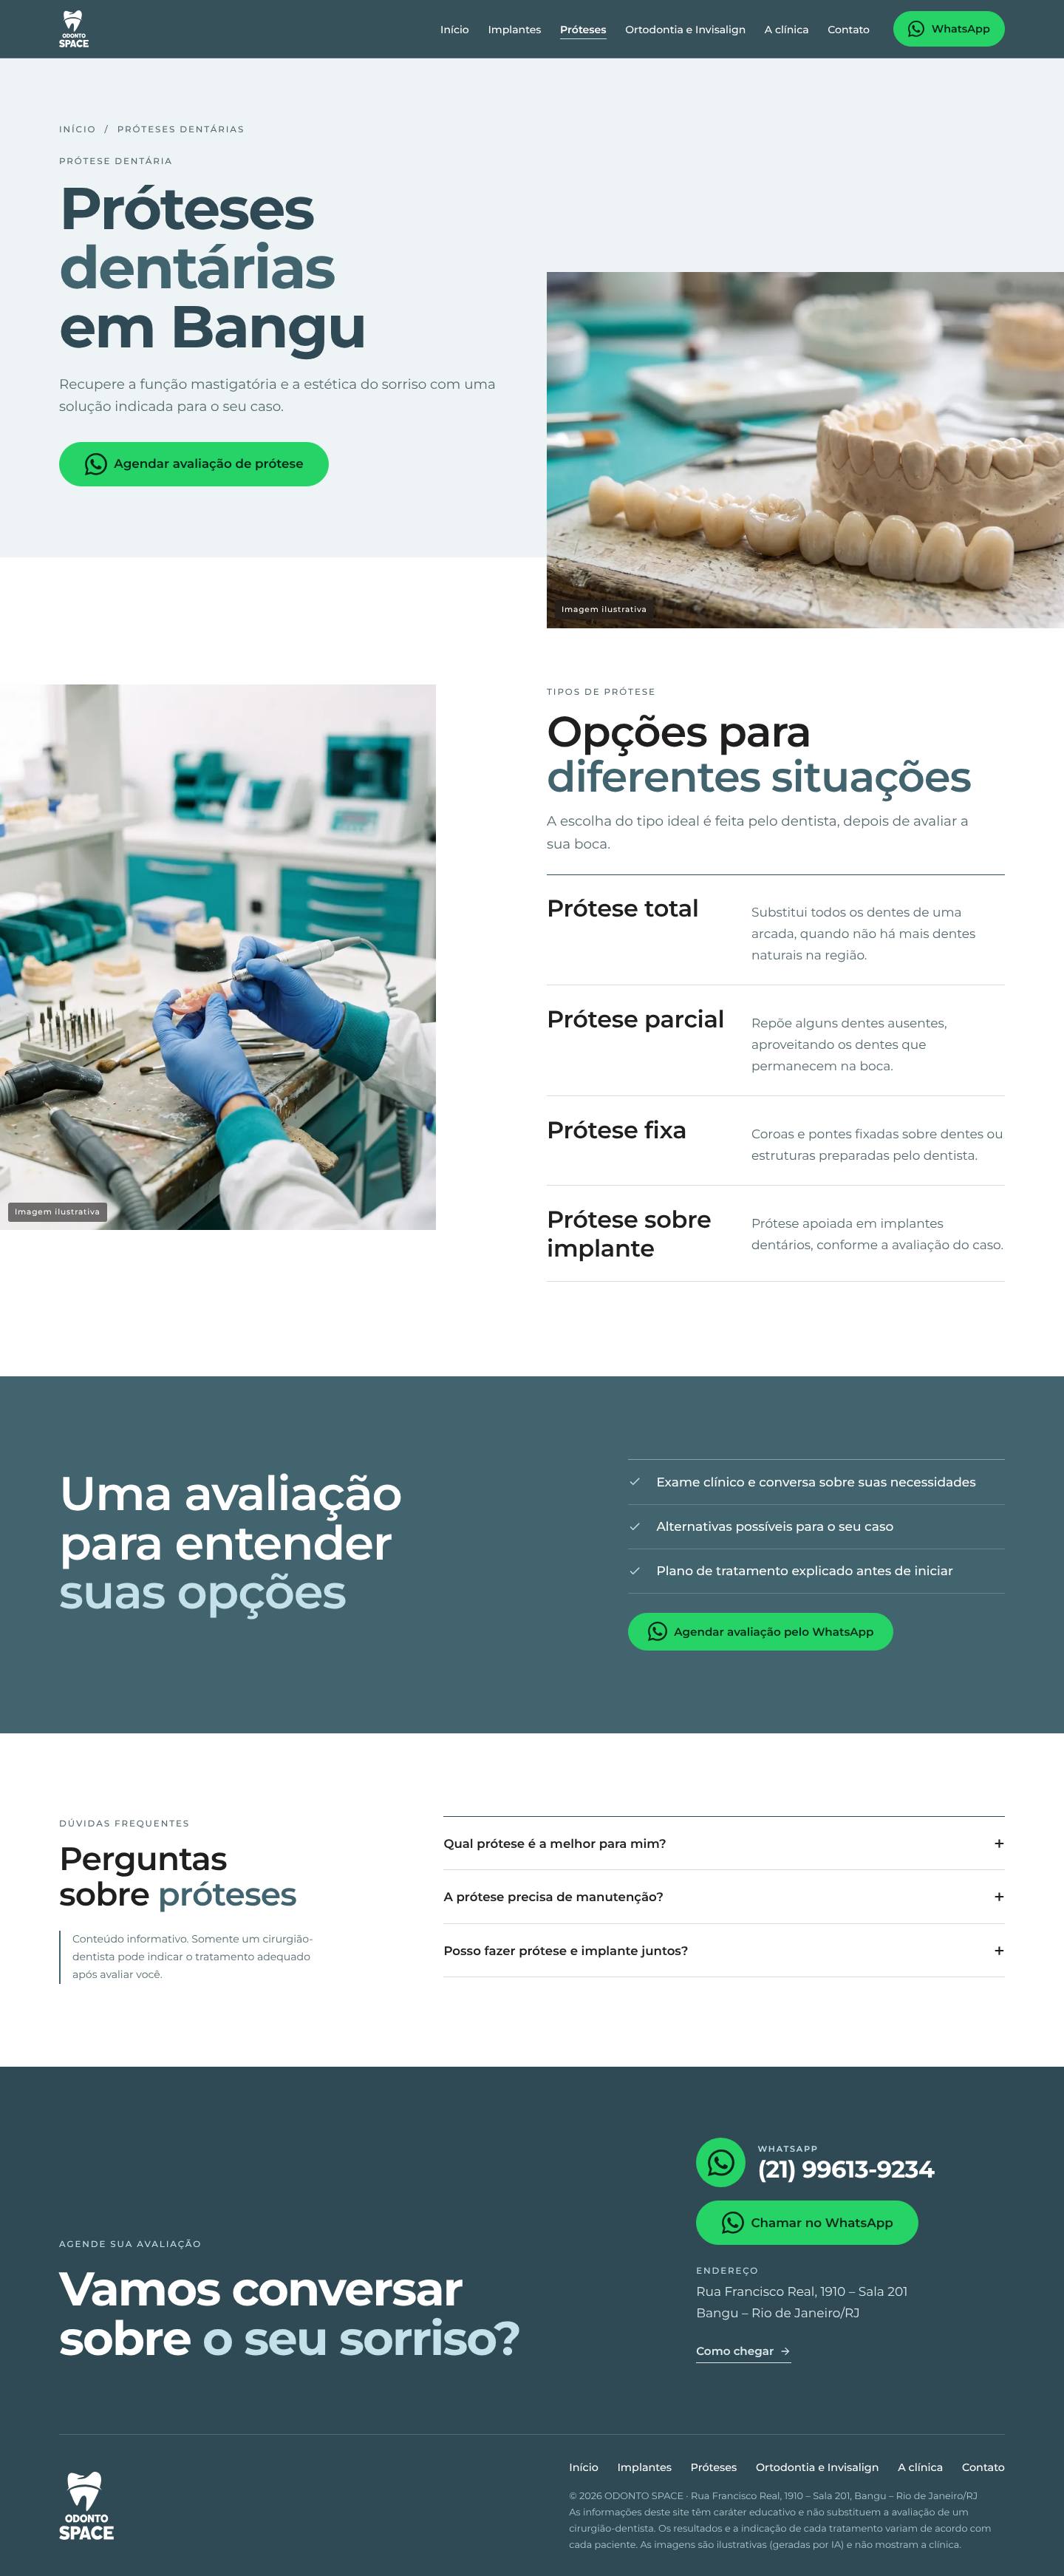 ODONTO
SPACE
Início
Implantes
Próteses
Ortodontia e Invisalign
A clínica
Contato
WhatsApp
INÍCIO / PRÓTESES DENTÁRIAS
PRÓTESE DENTÁRIA
Próteses
dentárias
em Bangu
Recupere a função mastigatória e a estética do sorriso com uma
solução indicada para o seu caso.
Agendar avaliação de prótese
Imagem ilustrativa
Imagem ilustrativa
TIPOS DE PRÓTESE
Opções para
diferentes situações
A escolha do tipo ideal é feita pelo dentista, depois de avaliar a
sua boca.
Prótese total
Substitui todos os dentes de uma
arcada, quando não há mais dentes
naturais na região.
Prótese parcial
Repõe alguns dentes ausentes,
aproveitando os dentes que
permanecem na boca.
Prótese fixa
Coroas e pontes fixadas sobre dentes ou
estruturas preparadas pelo dentista.
Prótese sobre
implante
Prótese apoiada em implantes
dentários, conforme a avaliação do caso.
Uma avaliação
para entender
suas opções
Exame clínico e conversa sobre suas necessidades
Alternativas possíveis para o seu caso
Plano de tratamento explicado antes de iniciar
Agendar avaliação pelo WhatsApp
DÚVIDAS FREQUENTES
Perguntas
sobre próteses
Conteúdo informativo. Somente um cirurgião-
dentista pode indicar o tratamento adequado
após avaliar você.
Qual prótese é a melhor para mim? +
A prótese precisa de manutenção? +
Posso fazer prótese e implante juntos? +
AGENDE SUA AVALIAÇÃO
Vamos conversar
sobre o seu sorriso?
WHATSAPP
(21) 99613-9234
Chamar no WhatsApp
ENDEREÇO
Rua Francisco Real, 1910 – Sala 201
Bangu – Rio de Janeiro/RJ
Como chegar →
ODONTO
SPACE
Início
Implantes
Próteses
Ortodontia e Invisalign
A clínica
Contato
© 2026 ODONTO SPACE · Rua Francisco Real, 1910 – Sala 201, Bangu – Rio de Janeiro/RJ
As informações deste site têm caráter educativo e não substituem a avaliação de um
cirurgião-dentista. Os resultados e a indicação de cada tratamento variam de acordo com
cada paciente. As imagens são ilustrativas (geradas por IA) e não mostram a clínica.